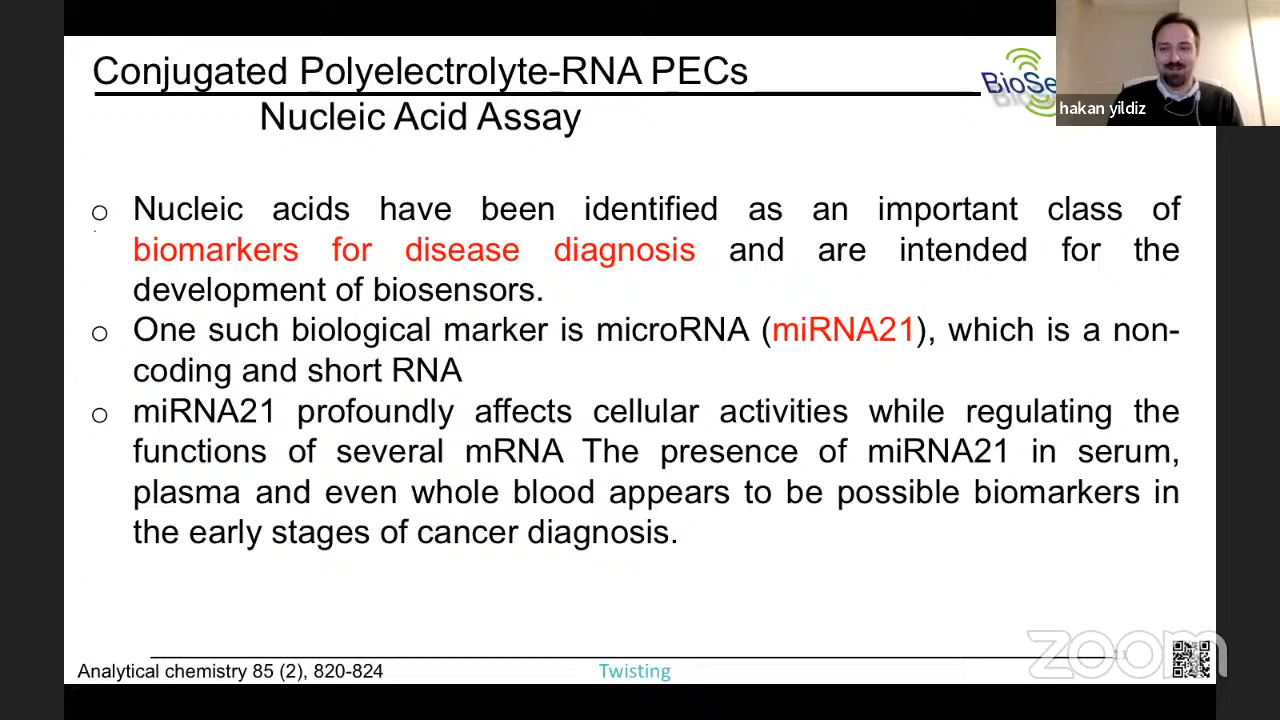 Conjugated Polyelectrolyte-RNA PECs
Nucleic Acid Assay
BioSe
hakan yildiz
o Nucleic acids have been identified as an important class of
biomarkers for disease diagnosis and are intended for the
development of biosensors.
o One such biological marker is microRNA (miRNA21), which is a non-
coding and short RNA
o miRNA21 profoundly affects cellular activities while regulating the
functions of several mRNA The presence of miRNA21 in serum,
plasma and even whole blood appears to be possible biomarkers in
the early stages of cancer diagnosis.
zoom
Analytical chemistry 85 (2), 820-824
Twisting